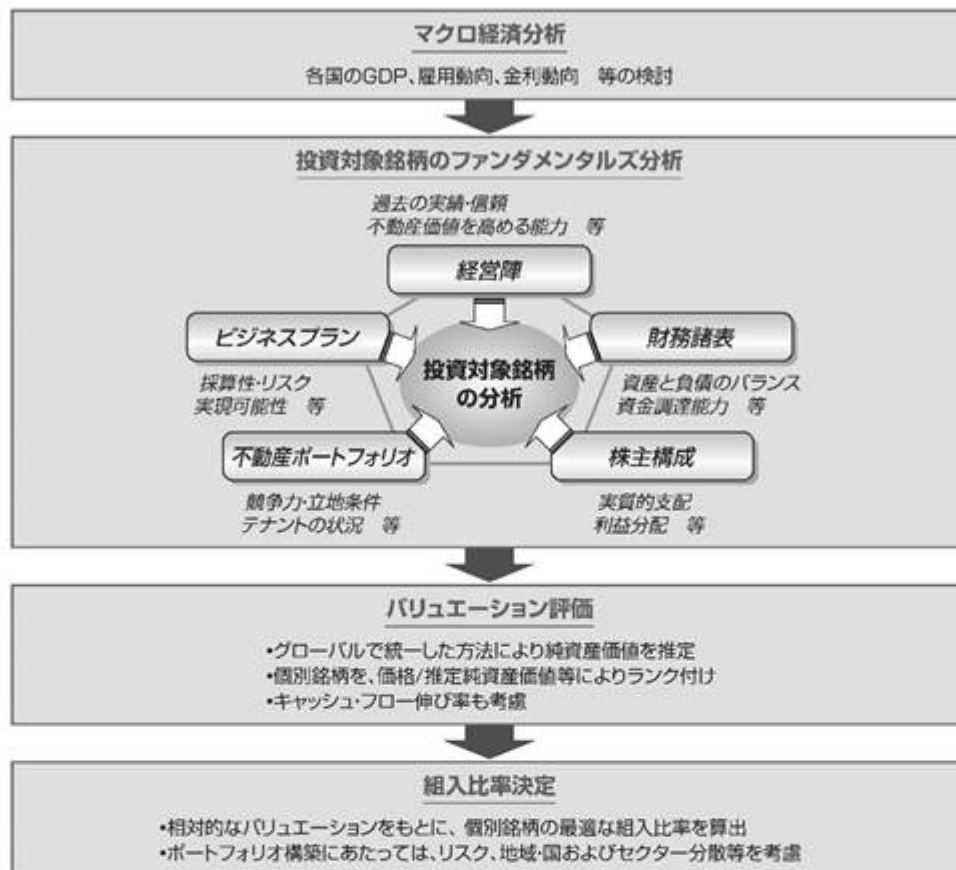 マクロ経済分析
各国のGDP、雇用動向、金利動向　等の検討
投資対象銘柄のファンダメンタルズ分析
過去の実績・信頼
不動産価値を高める能力　等
経営陣
ビジネスプラン
採算性・リスク
実現可能性　等
財務諸表
資産と負債のバランス
資金調達能力　等
投資対象銘柄
の分析
不動産ポートフォリオ
競争力・立地条件
テナントの状況　等
株主構成
実質的支配
利益分配　等
バリュエーション評価
•グローバルで統一した方法により純資産価値を推定
•個別銘柄を、価格/推定純資産価値等によりランク付け
•キャッシュ・フロー伸び率も考慮
組入比率決定
•相対的なバリュエーションをもとに、個別銘柄の最適な組入比率を算出
•ポートフォリオ構築にあたっては、リスク、地域・国およびセクター分散等を考慮